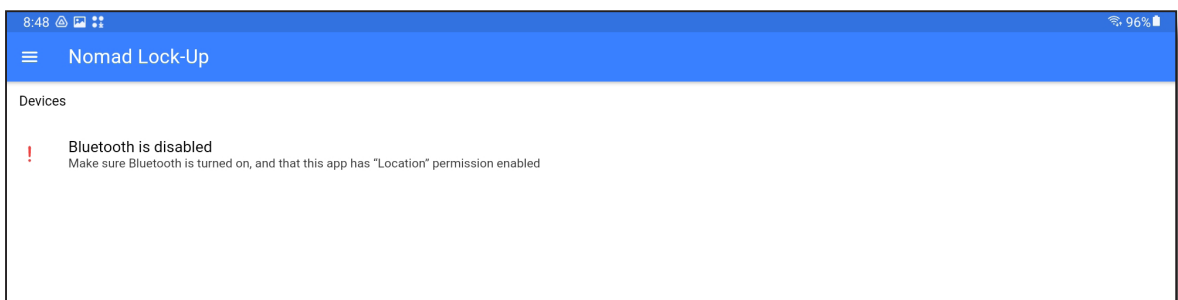 8:48 96%
Nomad Lock-Up
Devices
Bluetooth is disabled
Make sure Bluetooth is turned on, and that this app has “Location” permission enabled